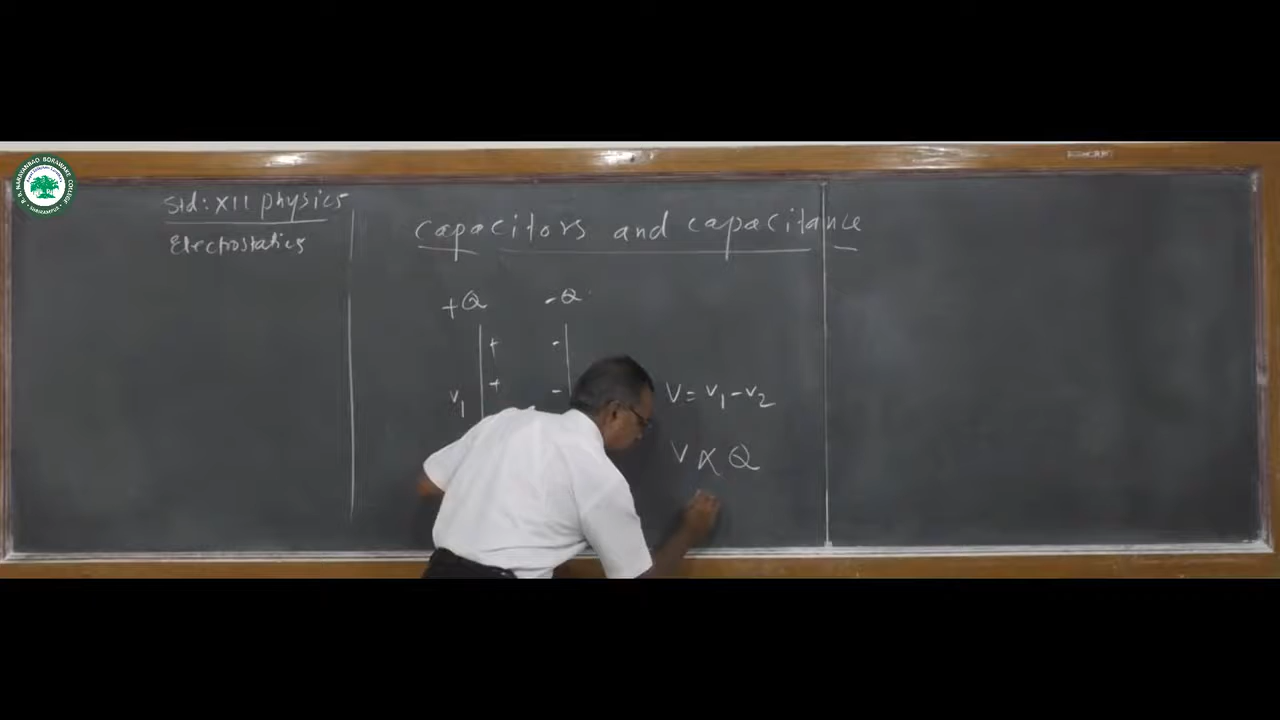 Std: XII physics
Electrostatics
capacitors and capacitance
+Q -Q
+ -
+ -
V1
V = V1 - V2
V ∝ Q